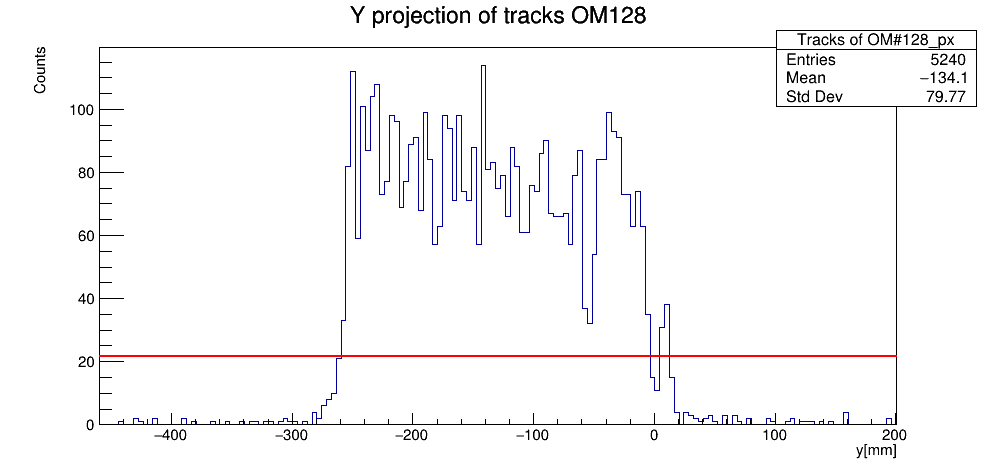 Y projection of tracks OM128
Counts
Tracks of OM#128_px
Entries 5240
Mean −134.1
Std Dev 79.77
100
80
60
40
20
0
−400 −300 −200 −100 0 100 200
y[mm]